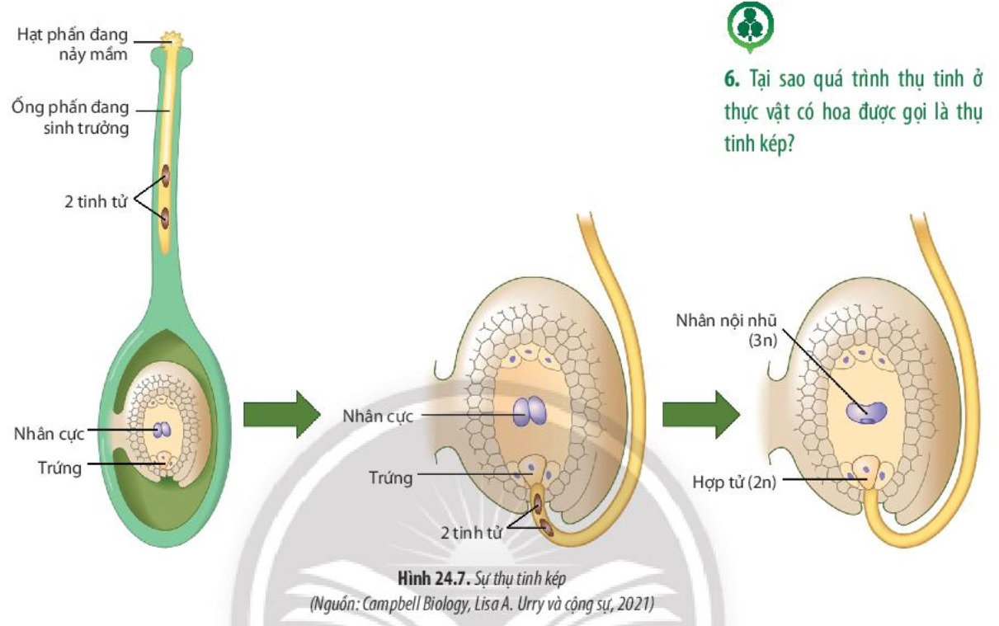 Hạt phấn đang
nảy mầm
Ống phấn đang
sinh trưởng
2 tinh tử
Nhân cực
Trứng
6. Tại sao quá trình thụ tinh ở
thực vật có hoa được gọi là thụ
tinh kép?
Nhân cực
Trứng
2 tinh tử
Nhân nội nhũ
(3n)
Hợp tử (2n)
Hình 24.7. Sự thụ tinh kép
(Nguồn: Campbell Biology, Lisa A. Urry và cộng sự, 2021)